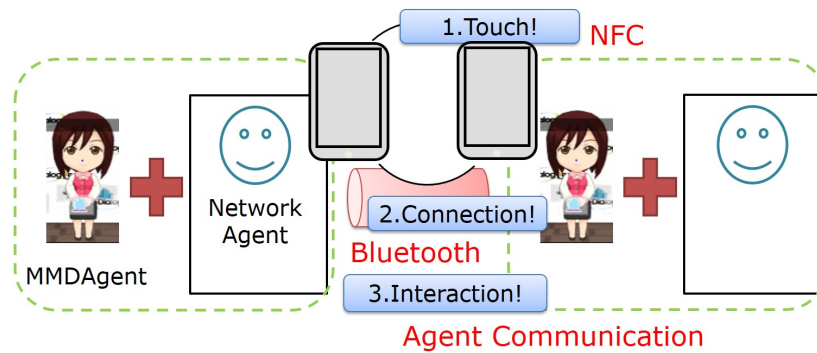 1.Touch!
NFC
Network
Agent
2.Connection!
Bluetooth
MMDAgent
3.Interaction!
Agent Communication